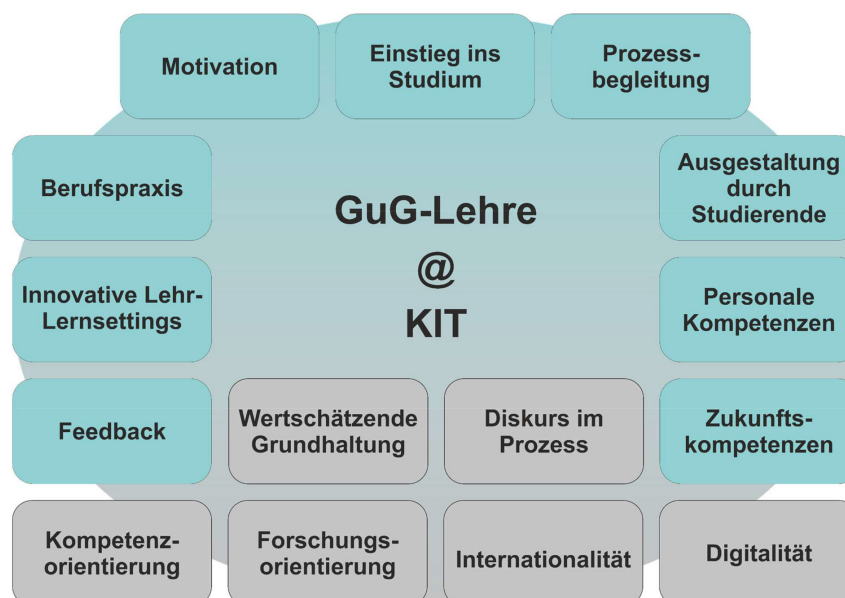 Motivation
Einstieg ins
Studium
Prozess-
begleitung
Berufspraxis
GuG-Lehre
@
KIT
Ausgestaltung
durch
Studierende
Innovative Lehr-
Lernsettings
Personale
Kompetenzen
Feedback
Wertschätzende
Grundhaltung
Diskurs im
Prozess
Zukunfts-
kompetenzen
Kompetenz-
orientierung
Forschungs-
orientierung
Internationalität
Digitalität